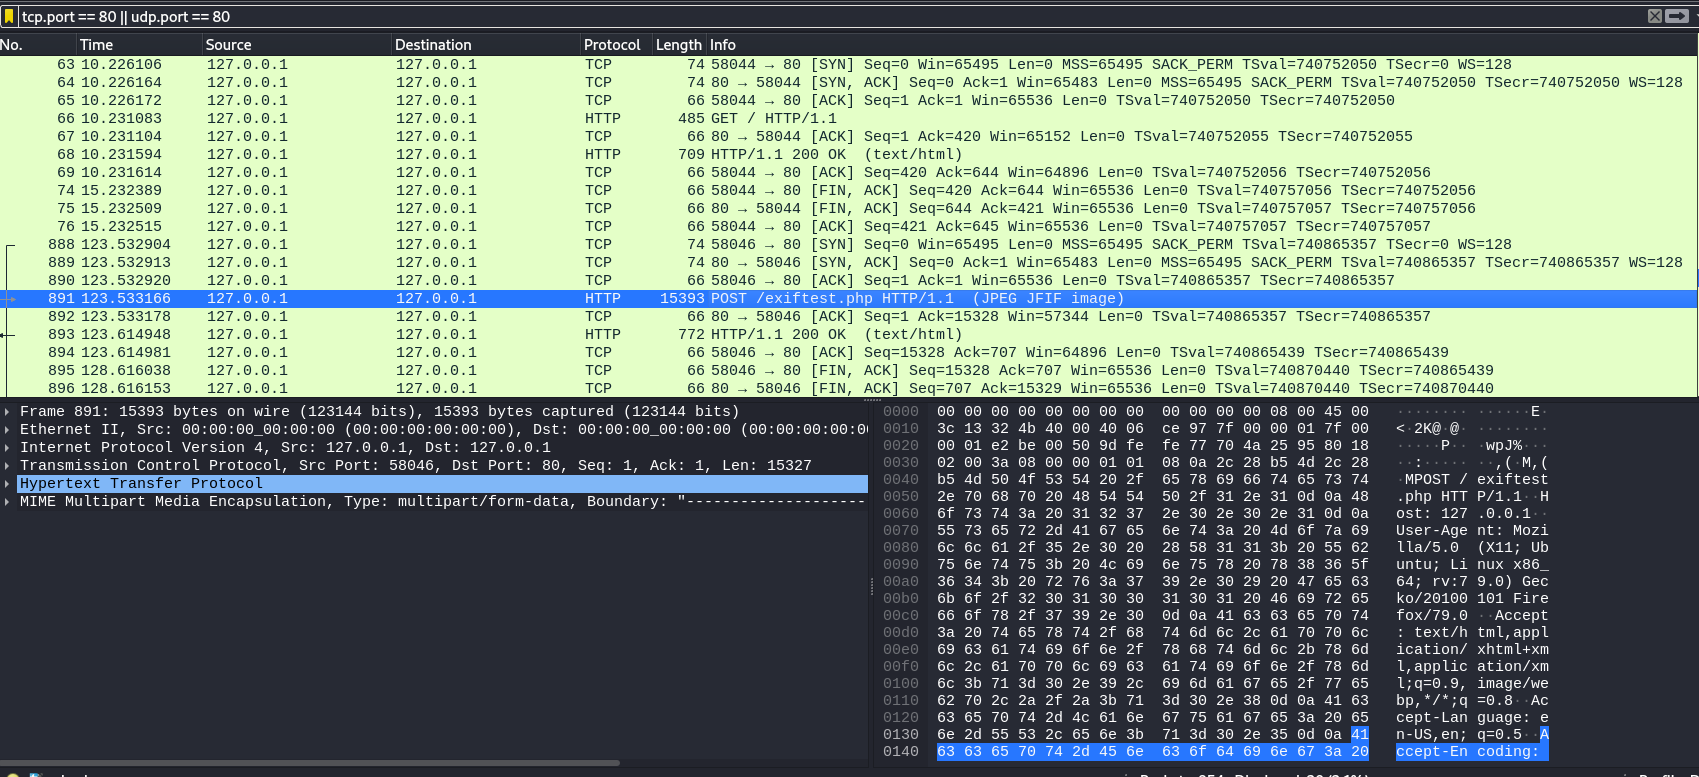 tcp.port == 80 || udp.port == 80
No. Time Source Destination Protocol Length Info
63 10.226106 127.0.0.1 127.0.0.1 TCP 74 58044 → 80 [SYN] Seq=0 Win=65495 Len=0 MSS=65495 SACK_PERM TSval=740752050 TSecr=0 WS=128
64 10.226164 127.0.0.1 127.0.0.1 TCP 74 80 → 58044 [SYN, ACK] Seq=0 Ack=1 Win=65483 Len=0 MSS=65495 SACK_PERM TSval=740752050 TSecr=740752050 WS=128
65 10.226172 127.0.0.1 127.0.0.1 TCP 66 58044 → 80 [ACK] Seq=1 Ack=1 Win=65536 Len=0 TSval=740752050 TSecr=740752050
66 10.231083 127.0.0.1 127.0.0.1 HTTP 485 GET / HTTP/1.1
67 10.231104 127.0.0.1 127.0.0.1 TCP 66 80 → 58044 [ACK] Seq=1 Ack=420 Win=65152 Len=0 TSval=740752055 TSecr=740752055
68 10.231594 127.0.0.1 127.0.0.1 HTTP 709 HTTP/1.1 200 OK (text/html)
69 10.231614 127.0.0.1 127.0.0.1 TCP 66 58044 → 80 [ACK] Seq=420 Ack=644 Win=64896 Len=0 TSval=740752056 TSecr=740752056
74 15.232389 127.0.0.1 127.0.0.1 TCP 66 58044 → 80 [FIN, ACK] Seq=420 Ack=644 Win=65536 Len=0 TSval=740757056 TSecr=740752056
75 15.232509 127.0.0.1 127.0.0.1 TCP 66 80 → 58044 [FIN, ACK] Seq=644 Ack=421 Win=65536 Len=0 TSval=740757057 TSecr=740757056
76 15.232515 127.0.0.1 127.0.0.1 TCP 66 58044 → 80 [ACK] Seq=421 Ack=645 Win=65536 Len=0 TSval=740757057 TSecr=740757057
888 123.532904 127.0.0.1 127.0.0.1 TCP 74 58046 → 80 [SYN] Seq=0 Win=65495 Len=0 MSS=65495 SACK_PERM TSval=740865357 TSecr=0 WS=128
889 123.532913 127.0.0.1 127.0.0.1 TCP 74 80 → 58046 [SYN, ACK] Seq=0 Ack=1 Win=65483 Len=0 MSS=65495 SACK_PERM TSval=740865357 TSecr=740865357 WS=128
890 123.532920 127.0.0.1 127.0.0.1 TCP 66 58046 → 80 [ACK] Seq=1 Ack=1 Win=65536 Len=0 TSval=740865357 TSecr=740865357
891 123.533166 127.0.0.1 127.0.0.1 HTTP 15393 POST /exiftest.php HTTP/1.1 (JPEG JFIF image)
892 123.533178 127.0.0.1 127.0.0.1 TCP 66 80 → 58046 [ACK] Seq=1 Ack=15328 Win=57344 Len=0 TSval=740865357 TSecr=740865357
893 123.614948 127.0.0.1 127.0.0.1 HTTP 772 HTTP/1.1 200 OK (text/html)
894 123.614981 127.0.0.1 127.0.0.1 TCP 66 58046 → 80 [ACK] Seq=15328 Ack=707 Win=64896 Len=0 TSval=740865439 TSecr=740865439
895 128.616038 127.0.0.1 127.0.0.1 TCP 66 58046 → 80 [FIN, ACK] Seq=15328 Ack=707 Win=65536 Len=0 TSval=740870440 TSecr=740865439
896 128.616153 127.0.0.1 127.0.0.1 TCP 66 80 → 58046 [FIN, ACK] Seq=707 Ack=15329 Win=65536 Len=0 TSval=740870440 TSecr=740870440
Frame 891: 15393 bytes on wire (123144 bits), 15393 bytes captured (123144 bits)
Ethernet II, Src: 00:00:00_00:00:00 (00:00:00:00:00:00), Dst: 00:00:00_00:00:00 (00:00:00:00:0
Internet Protocol Version 4, Src: 127.0.0.1, Dst: 127.0.0.1
Transmission Control Protocol, Src Port: 58046, Dst Port: 80, Seq: 1, Ack: 1, Len: 15327
Hypertext Transfer Protocol
MIME Multipart Media Encapsulation, Type: multipart/form-data, Boundary: "--------------------
0000 00 00 00 00 00 00 00 00 00 00 00 00 08 00 45 00 ········ ······E·
0010 3c 13 32 4b 40 00 40 06 ce 97 7f 00 00 01 7f 00 <·2K@·@· ········
0020 00 01 e2 be 00 50 9d fe fe 77 70 4a 25 95 80 18 ·····P·· ·wpJ%···
0030 02 00 3a 08 00 00 01 01 08 0a 2c 28 b5 4d 2c 28 ··:····· ··,(·M,(
0040 b5 4d 50 4f 53 54 20 2f 65 78 69 66 74 65 73 74 ·MPOST / exiftest
0050 2e 70 68 70 20 48 54 54 50 2f 31 2e 31 0d 0a 48 .php HTT P/1.1··H
0060 6f 73 74 3a 20 31 32 37 2e 30 2e 30 2e 31 0d 0a ost: 127 .0.0.1··
0070 55 73 65 72 2d 41 67 65 6e 74 3a 20 4d 6f 7a 69 User-Age nt: Mozi
0080 6c 6c 61 2f 35 2e 30 20 28 58 31 31 3b 20 55 62 lla/5.0 (X11; Ub
0090 75 6e 74 75 3b 20 4c 69 6e 75 78 20 78 38 36 5f untu; Li nux x86_
00a0 36 34 3b 20 72 76 3a 37 39 2e 30 29 20 47 65 63 64; rv:7 9.0) Gec
00b0 6b 6f 2f 32 30 31 30 30 31 30 31 20 46 69 72 65 ko/20100 101 Fire
00c0 66 6f 78 2f 37 39 2e 30 0d 0a 41 63 63 65 70 74 fox/79.0 ··Accept
00d0 3a 20 74 65 78 74 2f 68 74 6d 6c 2c 61 70 70 6c : text/h tml,appl
00e0 69 63 61 74 69 6f 6e 2f 78 68 74 6d 6c 2b 78 6d ication/ xhtml+xm
00f0 6c 2c 61 70 70 6c 69 63 61 74 69 6f 6e 2f 78 6d l,applic ation/xm
0100 6c 3b 71 3d 30 2e 39 2c 69 6d 61 67 65 2f 77 65 l;q=0.9, image/we
0110 62 70 2c 2a 2f 2a 3b 71 3d 30 2e 38 0d 0a 41 63 bp,*/*;q =0.8··Ac
0120 63 65 70 74 2d 4c 61 6e 67 75 61 67 65 3a 20 65 cept-Lan guage: e
0130 6e 2d 55 53 2c 65 6e 3b 71 3d 30 2e 35 0d 0a 41 n-US,en; q=0.5··A
0140 63 63 65 70 74 2d 45 6e 63 6f 64 69 6e 67 3a 20 ccept-En coding: